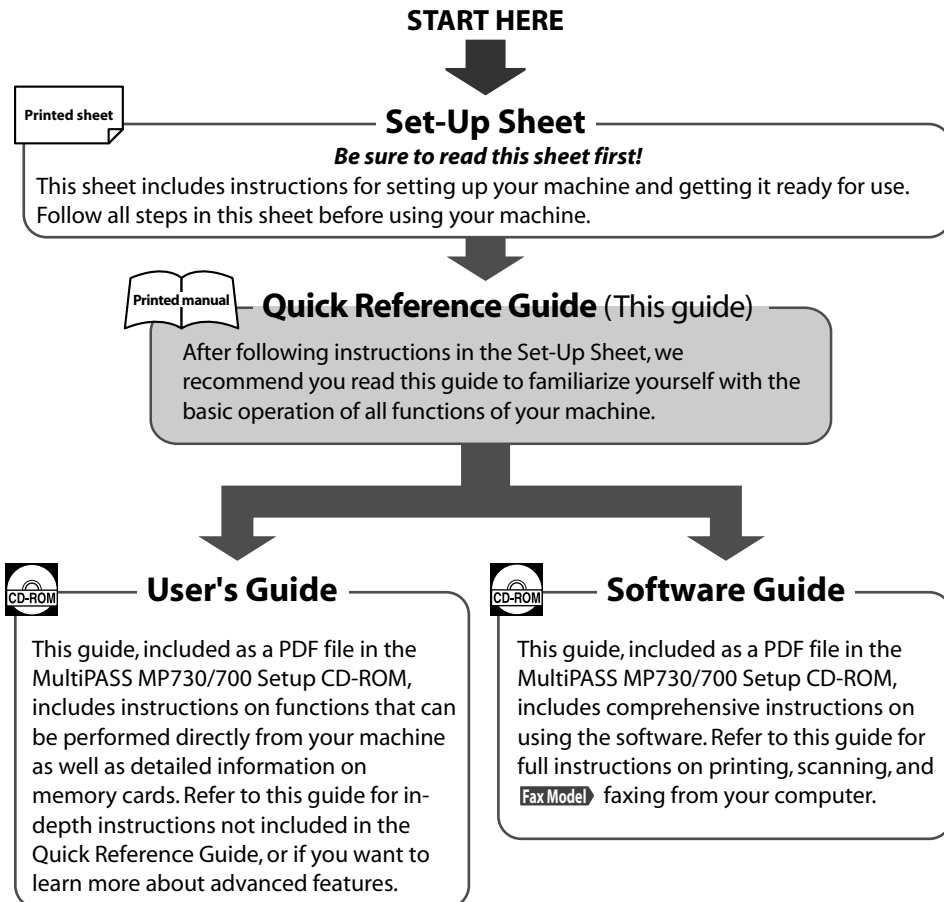 START HERE
Printed sheet
Set-Up Sheet
Be sure to read this sheet first!
This sheet includes instructions for setting up your machine and getting it ready for use.
Follow all steps in this sheet before using your machine.
Printed manual
Quick Reference Guide (This guide)
After following instructions in the Set-Up Sheet, we
recommend you read this guide to familiarize yourself with the
basic operation of all functions of your machine.
CD-ROM
User's Guide
This guide, included as a PDF file in the
MultiPASS MP730/700 Setup CD-ROM,
includes instructions on functions that can
be performed directly from your machine
as well as detailed information on
memory cards. Refer to this guide for in-
depth instructions not included in the
Quick Reference Guide, or if you want to
learn more about advanced features.
CD-ROM
Software Guide
This guide, included as a PDF file in the
MultiPASS MP730/700 Setup CD-ROM,
includes comprehensive instructions on
using the software. Refer to this guide for
full instructions on printing, scanning, and
Fax Model faxing from your computer.